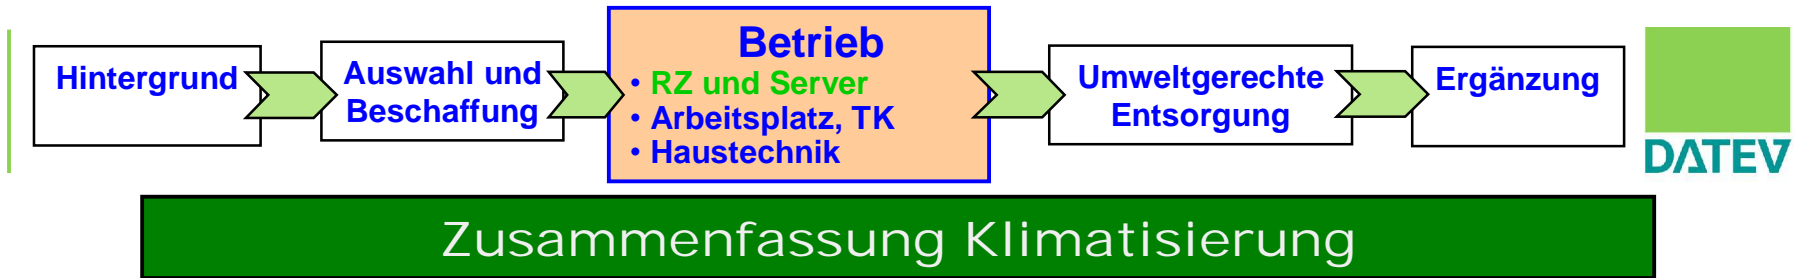 Hintergrund
Auswahl und
Beschaffung
Betrieb
• RZ und Server
• Arbeitsplatz, TK
• Haustechnik
Umweltgerechte
Entsorgung
Ergänzung
DATEV
Zusammenfassung Klimatisierung